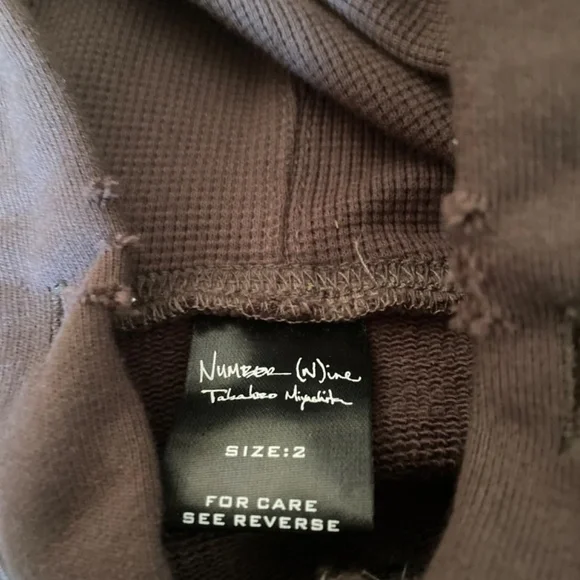 NUMBER (N)ine
Takahiro Miyashita
SIZE:2
FOR CARE
SEE REVERSE